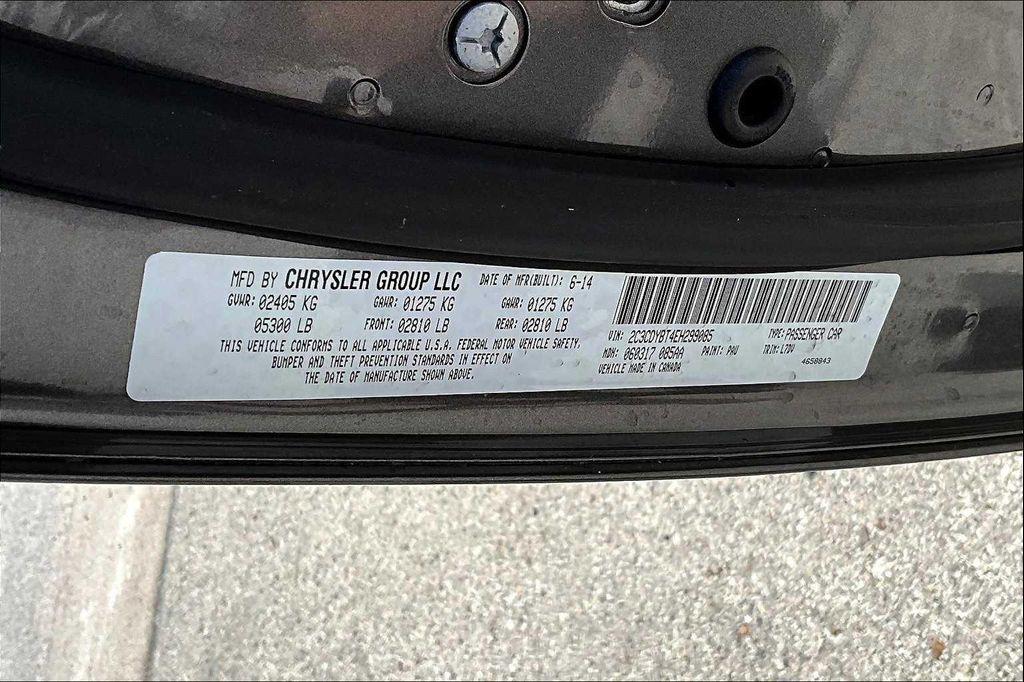 MFD BY CHRYSLER GROUP LLC DATE OF MFR(BUILT): 6-14
GVWR: 02405 KG GAWR: 01275 KG GAWR: 01275 KG
05300 LB FRONT: 02810 LB REAR: 02810 LB
THIS VEHICLE CONFORMS TO ALL APPLICABLE U.S.A. FEDERAL MOTOR VEHICLE SAFETY,
BUMPER AND THEFT PREVENTION STANDARDS IN EFFECT ON
THE DATE OF MANUFACTURE SHOWN ABOVE.
VIN: 2C3CDYBT4EH299085 TYPE: PASSENGER CAR
MDH: 060317 085AA PAINT: PAU TRIM: L7DV
VEHICLE MADE IN CANADA 4658843